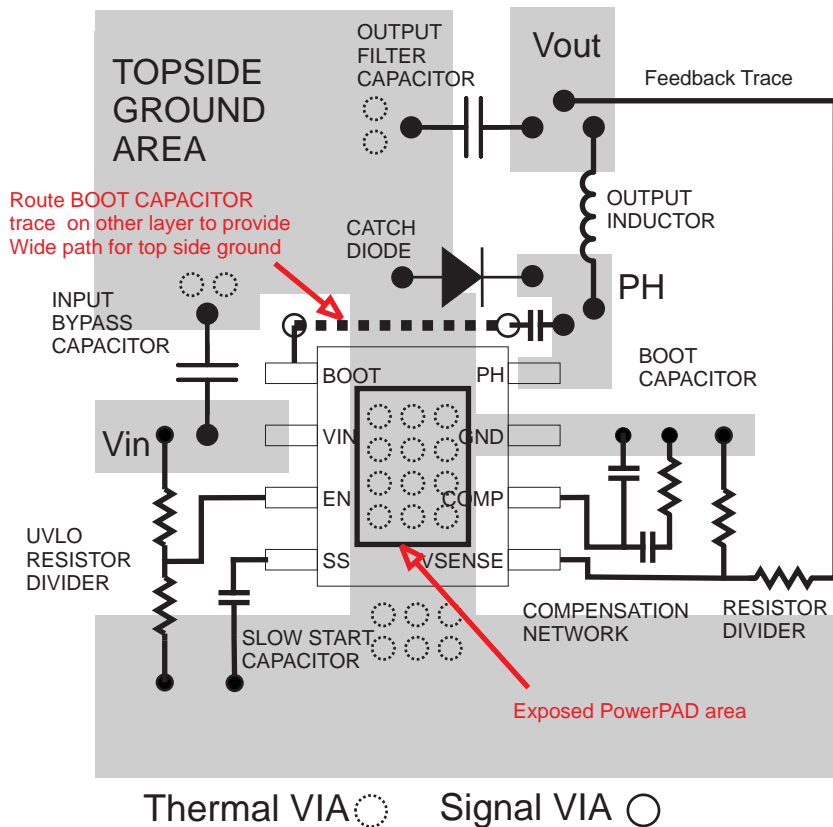 OUTPUT
FILTER
CAPACITOR
Vout
TOPSIDE
GROUND
AREA
Feedback Trace
Route BOOT CAPACITOR
trace on other layer to provide
Wide path for top side ground
CATCH
DIODE
OUTPUT
INDUCTOR
INPUT
BYPASS
CAPACITOR
PH
BOOT
CAPACITOR
BOOT
PH
Vin
VIN
GND
EN
COMP
UVLO
RESISTOR
DIVIDER
SS
VSENSE
SLOW START
CAPACITOR
COMPENSATION
NETWORK
RESISTOR
DIVIDER
Exposed PowerPAD area
Thermal VIA
Signal VIA